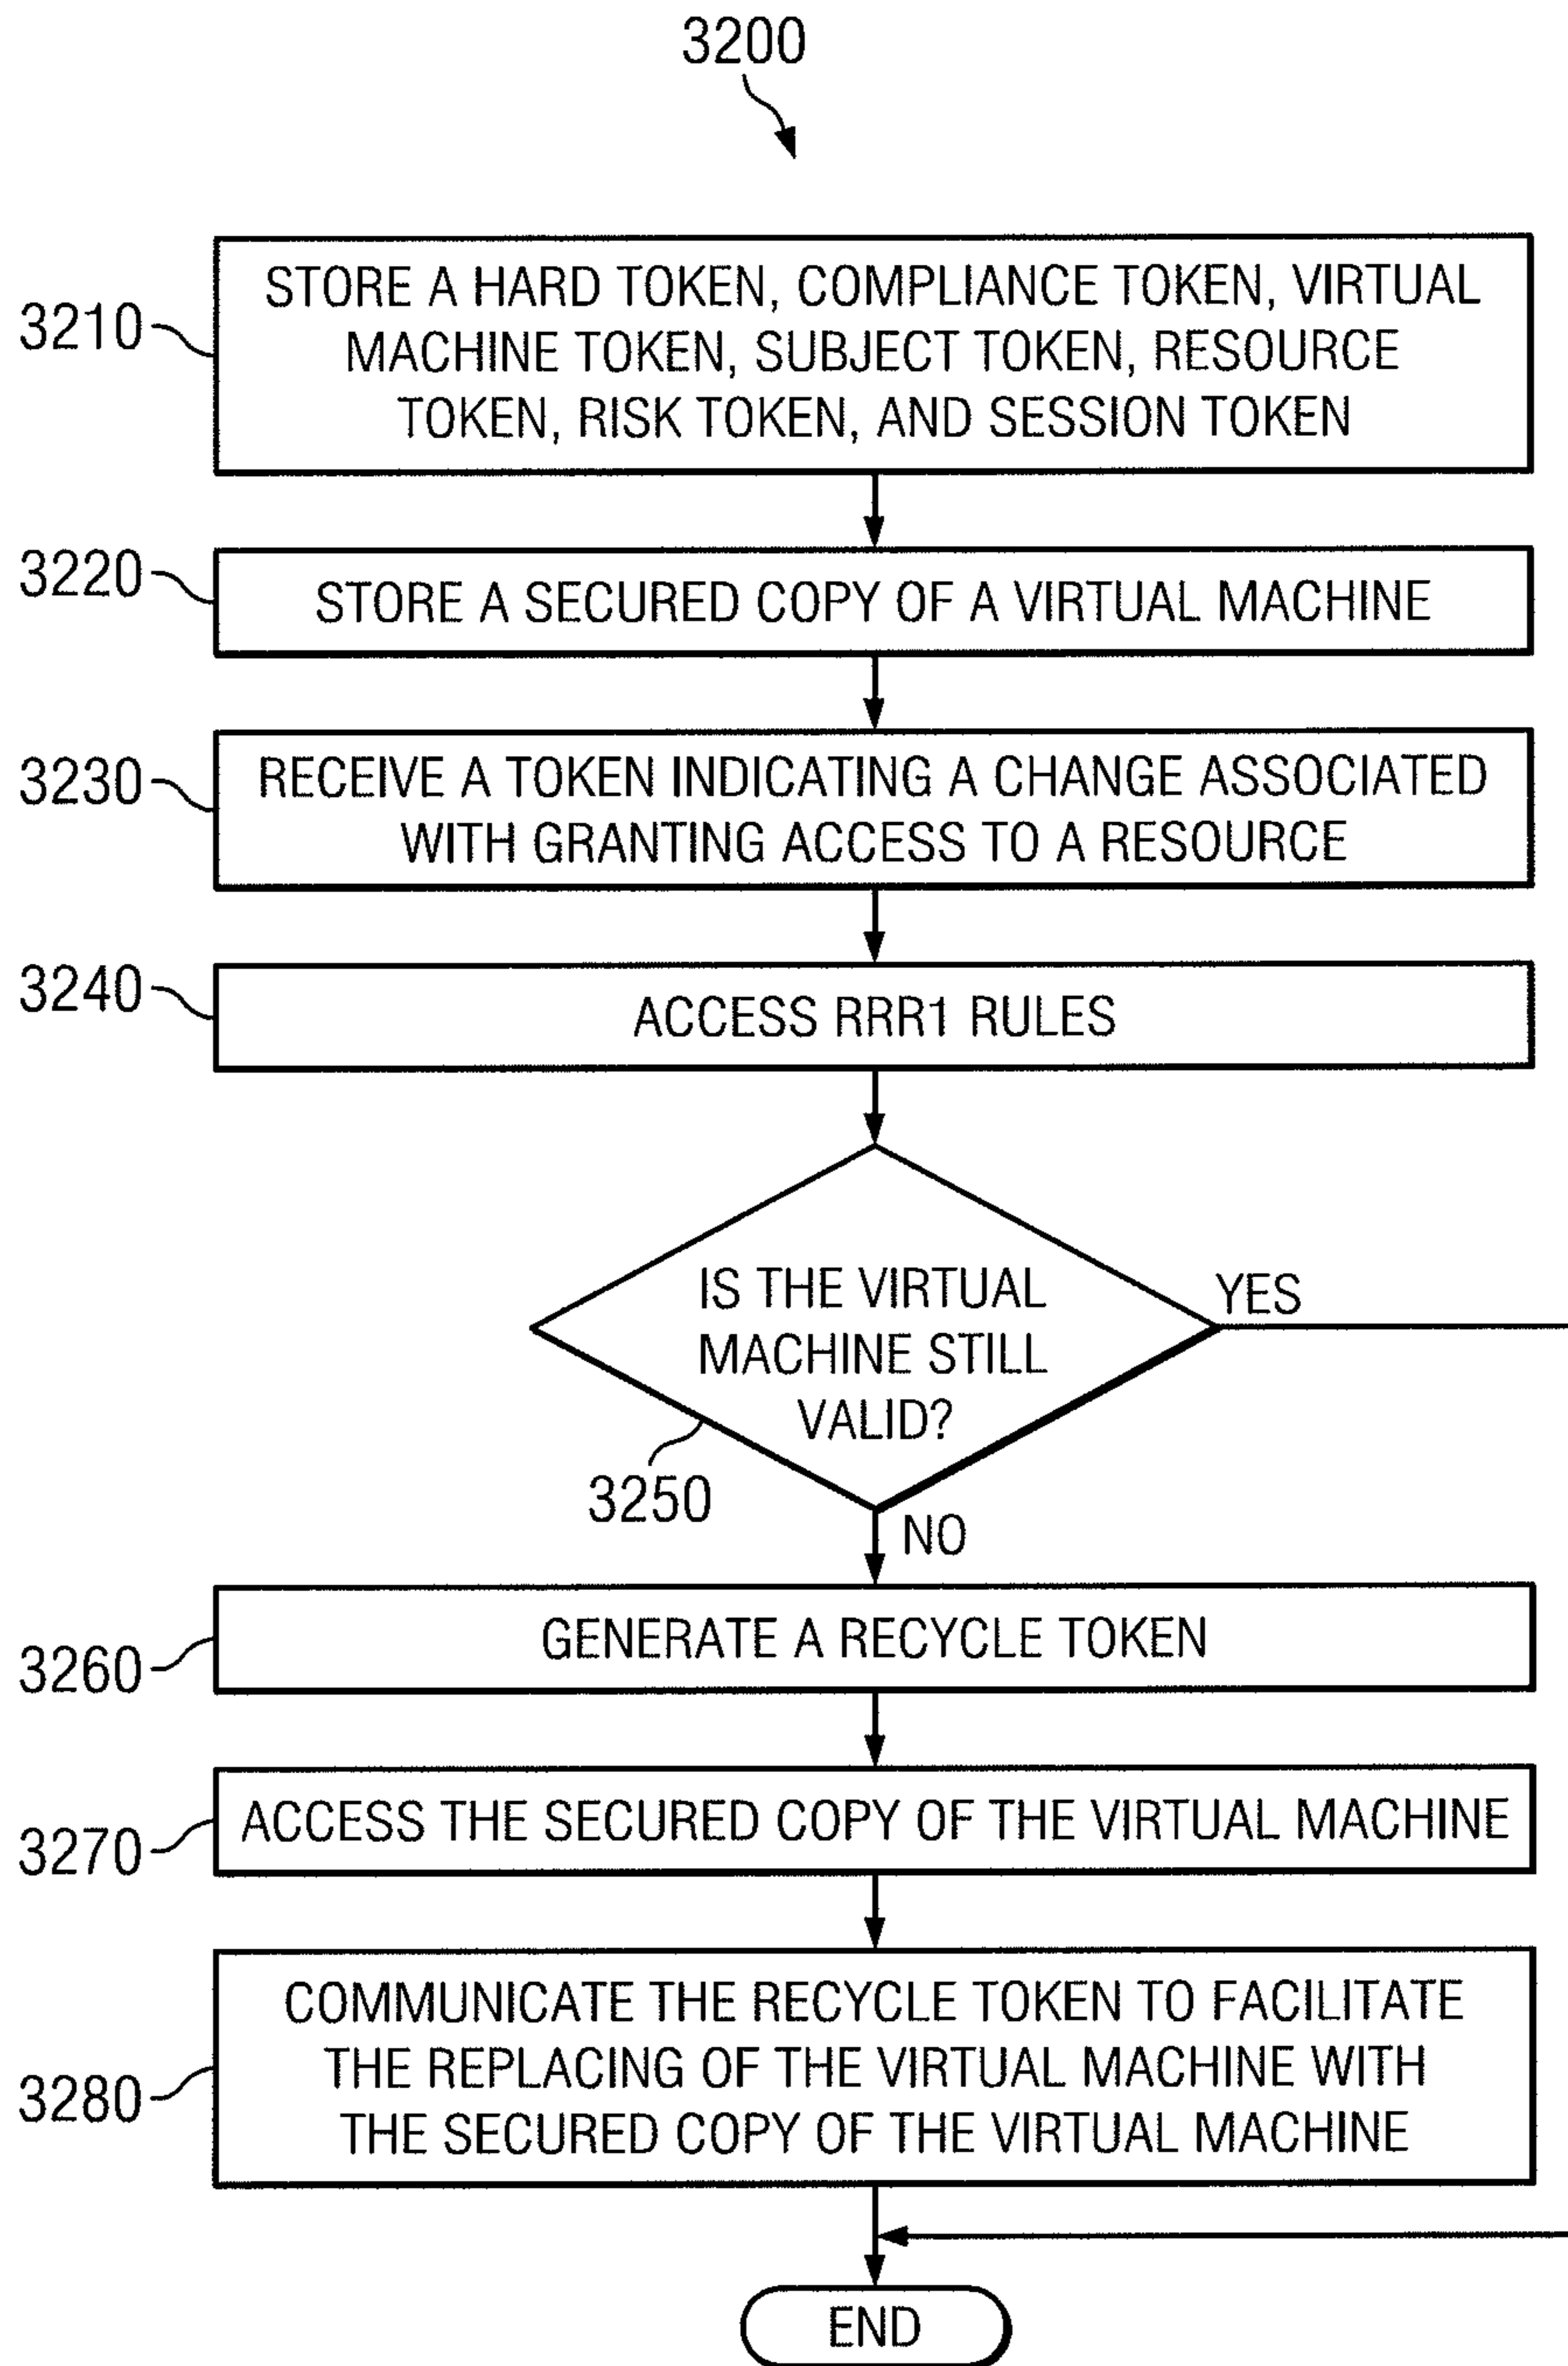 3200
3210
STORE A HARD TOKEN, COMPLIANCE TOKEN, VIRTUAL
MACHINE TOKEN, SUBJECT TOKEN, RESOURCE
TOKEN, RISK TOKEN, AND SESSION TOKEN
3220
STORE A SECURED COPY OF A VIRTUAL MACHINE
3230
RECEIVE A TOKEN INDICATING A CHANGE ASSOCIATED
WITH GRANTING ACCESS TO A RESOURCE
3240
ACCESS RRR1 RULES
IS THE VIRTUAL
MACHINE STILL
VALID?
YES
3250
NO
3260
GENERATE A RECYCLE TOKEN
3270
ACCESS THE SECURED COPY OF THE VIRTUAL MACHINE
3280
COMMUNICATE THE RECYCLE TOKEN TO FACILITATE
THE REPLACING OF THE VIRTUAL MACHINE WITH
THE SECURED COPY OF THE VIRTUAL MACHINE
END